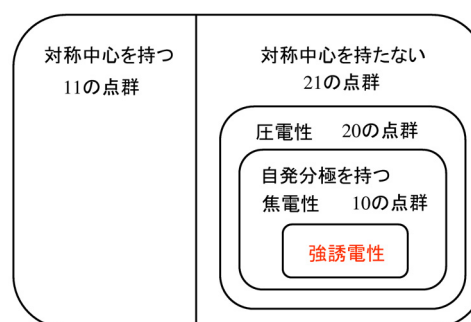 対称中心を持つ
11の点群
対称中心を持たない
21の点群
圧電性 20の点群
自発分極を持つ
焦電性 10の点群
強誘電性